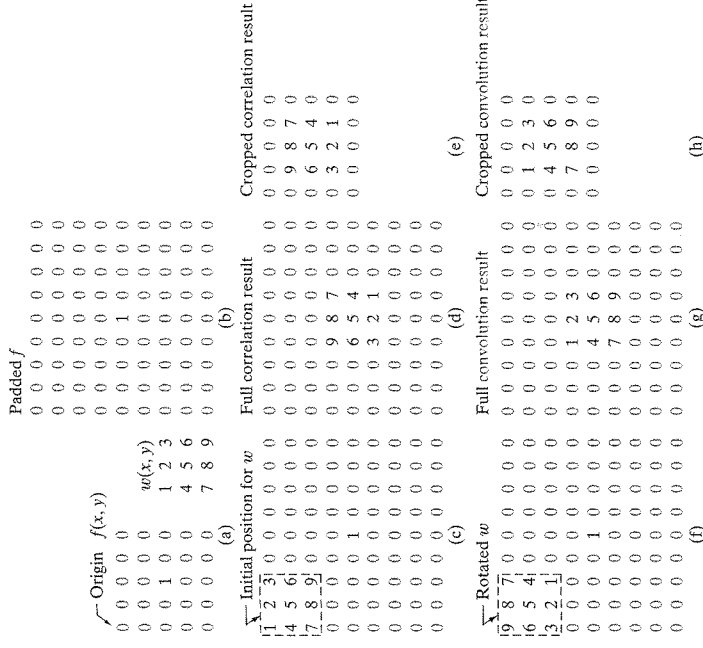 Origin f(x, y)
0 0 0 0 0
0 0 0 0 0
0 0 1 0 0
0 0 0 0 0
0 0 0 0 0
w(x, y)
1 2 3
4 5 6
7 8 9
(a)
Padded f
0 0 0 0 0 0 0 0 0
0 0 0 0 0 0 0 0 0
0 0 0 0 0 0 0 0 0
0 0 0 0 0 0 0 0 0
0 0 0 0 1 0 0 0 0
0 0 0 0 0 0 0 0 0
0 0 0 0 0 0 0 0 0
0 0 0 0 0 0 0 0 0
0 0 0 0 0 0 0 0 0
(b)
Initial position for w
1 2 3 0 0 0 0 0 0
4 5 6 0 0 0 0 0 0
7 8 9 0 0 0 0 0 0
0 0 0 0 0 0 0 0 0
0 0 0 0 1 0 0 0 0
0 0 0 0 0 0 0 0 0
0 0 0 0 0 0 0 0 0
0 0 0 0 0 0 0 0 0
0 0 0 0 0 0 0 0 0
(c)
Full correlation result
0 0 0 0 0 0 0 0 0
0 0 0 0 0 0 0 0 0
0 0 0 0 0 0 0 0 0
0 0 0 9 8 7 0 0 0
0 0 0 6 5 4 0 0 0
0 0 0 3 2 1 0 0 0
0 0 0 0 0 0 0 0 0
0 0 0 0 0 0 0 0 0
0 0 0 0 0 0 0 0 0
(d)
Cropped correlation result
0 0 0 0 0
0 9 8 7 0
0 6 5 4 0
0 3 2 1 0
0 0 0 0 0
(e)
Rotated w
9 8 7 0 0 0 0 0 0
6 5 4 0 0 0 0 0 0
3 2 1 0 0 0 0 0 0
0 0 0 0 0 0 0 0 0
0 0 0 0 1 0 0 0 0
0 0 0 0 0 0 0 0 0
0 0 0 0 0 0 0 0 0
0 0 0 0 0 0 0 0 0
0 0 0 0 0 0 0 0 0
(f)
Full convolution result
0 0 0 0 0 0 0 0 0
0 0 0 0 0 0 0 0 0
0 0 0 0 0 0 0 0 0
0 0 0 1 2 3 0 0 0
0 0 0 4 5 6 0 0 0
0 0 0 7 8 9 0 0 0
0 0 0 0 0 0 0 0 0
0 0 0 0 0 0 0 0 0
0 0 0 0 0 0 0 0 0
(g)
Cropped convolution result
0 0 0 0 0
0 1 2 3 0
0 4 5 6 0
0 7 8 9 0
0 0 0 0 0
(h)